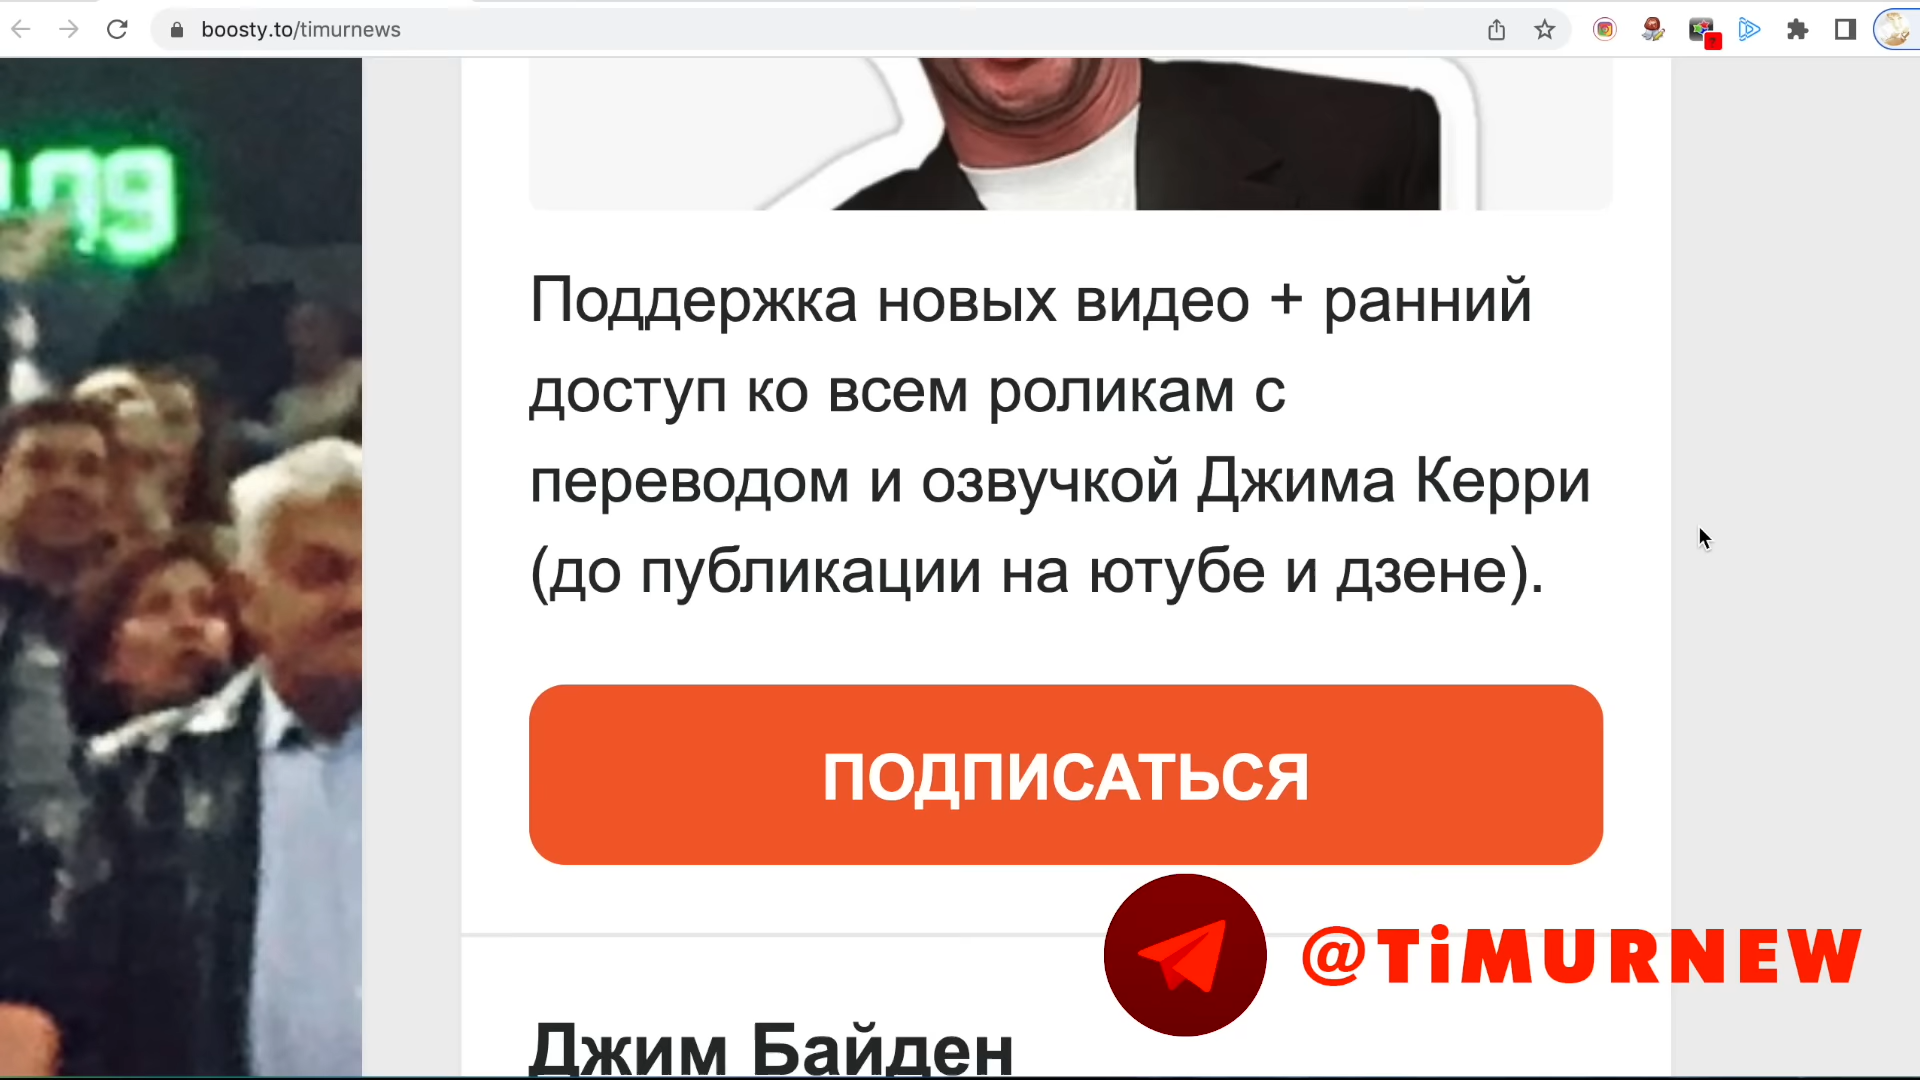 boosty.to/timurnews
Поддержка новых видео + ранний
доступ ко всем роликам с
переводом и озвучкой Джима Керри
(до публикации на ютубе и дзене).
ПОДПИСАТЬСЯ
@TiMURNEW
Джим Байден